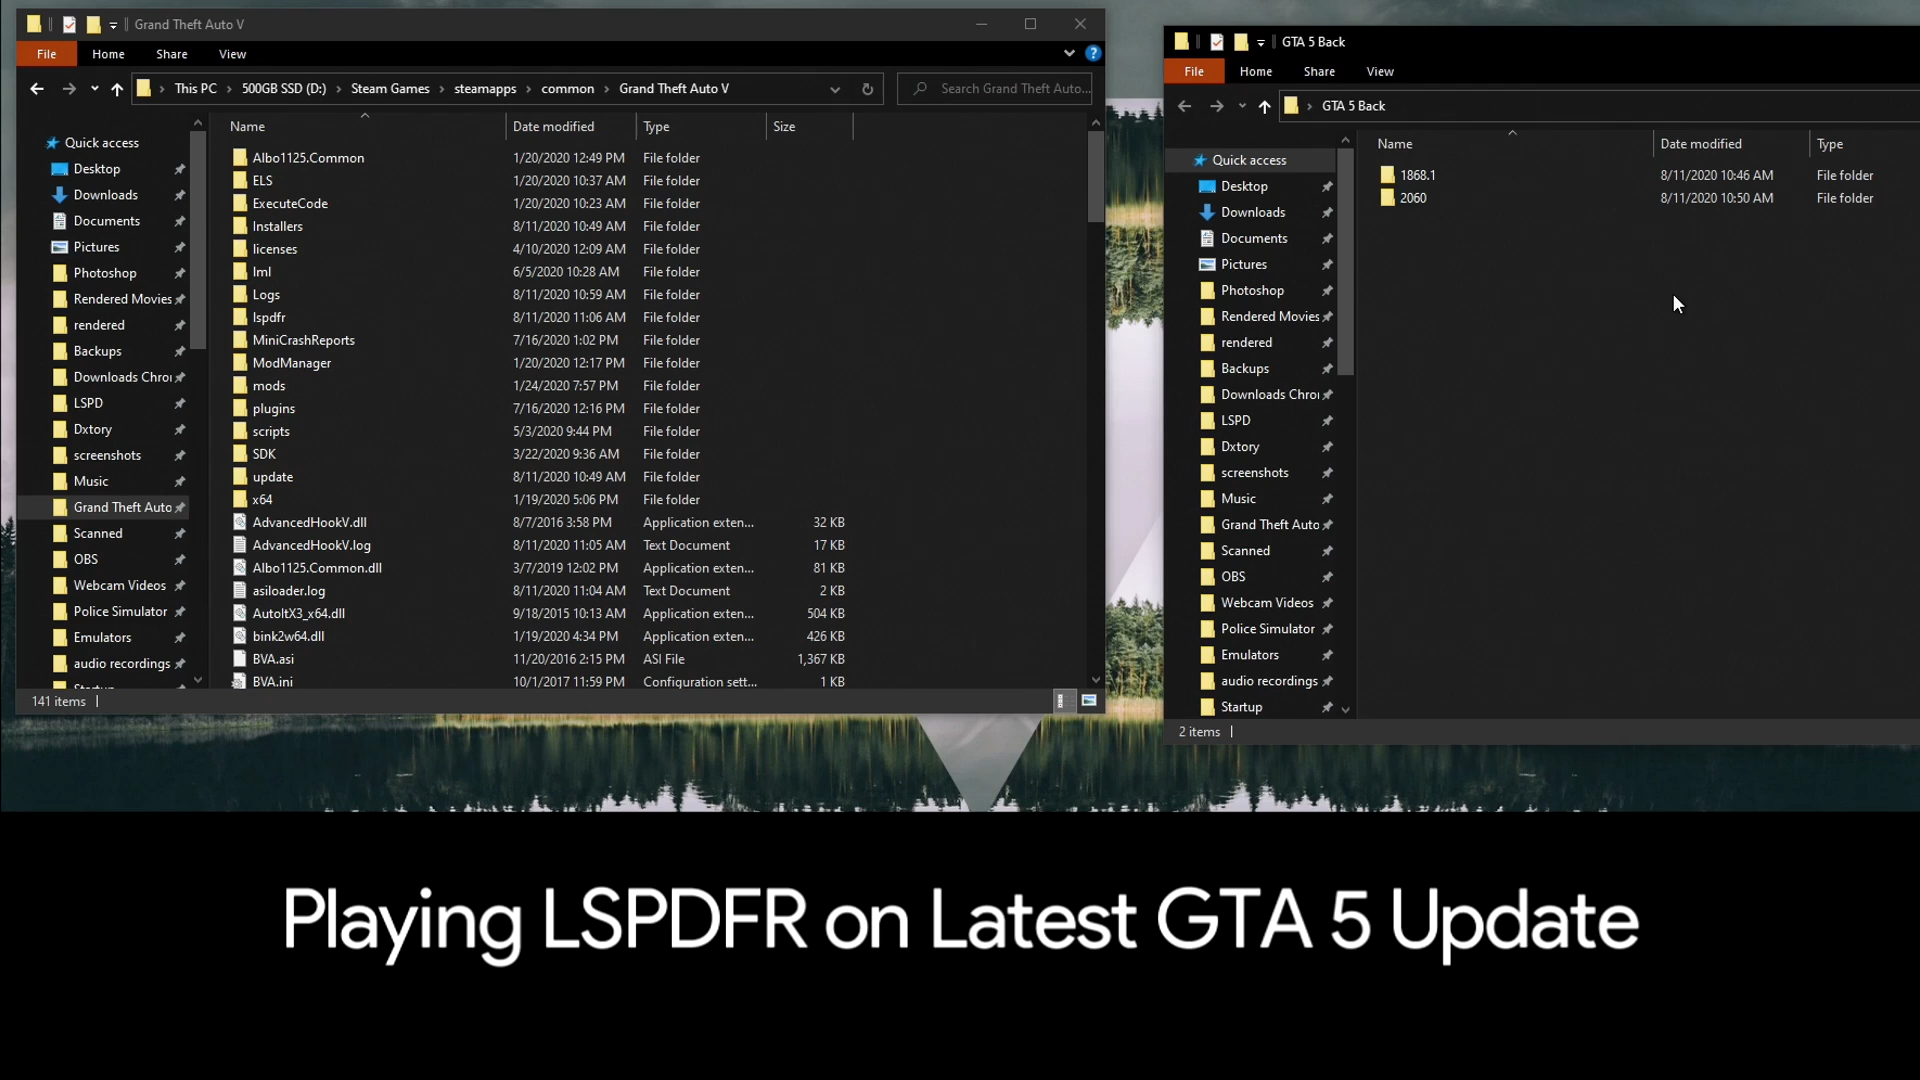 Grand Theft Auto V
File Home Share View
This PC 500GB SSD (D:) Steam Games steamapps common Grand Theft Auto V
Search Grand Theft Auto...
Quick access
Desktop
Downloads
Documents
Pictures
Photoshop
Rendered Movies
rendered
Backups
Downloads Chro
LSPD
Dxtory
screenshots
Music
Grand Theft Auto
Scanned
OBS
Webcam Videos
Police Simulator
Emulators
audio recordings
Startup
Name Date modified Type Size
Albo1125.Common 1/20/2020 12:49 PM File folder
ELS 1/20/2020 10:37 AM File folder
ExecuteCode 1/20/2020 10:23 AM File folder
Installers 8/11/2020 10:49 AM File folder
licenses 4/10/2020 12:09 AM File folder
lml 6/5/2020 10:28 AM File folder
Logs 8/11/2020 10:59 AM File folder
lspdfr 8/11/2020 11:06 AM File folder
MiniCrashReports 7/16/2020 1:02 PM File folder
ModManager 1/20/2020 12:17 PM File folder
mods 1/24/2020 7:57 PM File folder
plugins 7/16/2020 12:16 PM File folder
scripts 5/3/2020 9:44 PM File folder
SDK 3/22/2020 9:36 AM File folder
update 8/11/2020 10:49 AM File folder
x64 1/19/2020 5:06 PM File folder
AdvancedHookV.dll 8/7/2016 3:58 PM Application exten... 32 KB
AdvancedHookV.log 8/11/2020 11:05 AM Text Document 17 KB
Albo1125.Common.dll 3/7/2019 12:02 PM Application exten... 81 KB
asiloader.log 8/11/2020 11:04 AM Text Document 2 KB
AutoItX3_x64.dll 9/18/2015 10:13 AM Application exten... 504 KB
bink2w64.dll 1/19/2020 4:34 PM Application exten... 426 KB
BVA.asi 11/20/2016 2:15 PM ASI File 1,367 KB
BVA.ini 10/1/2017 11:59 PM Configuration sett... 1 KB
141 items
GTA 5 Back
File Home Share View
GTA 5 Back
Quick access
Desktop
Downloads
Documents
Pictures
Photoshop
Rendered Movies
rendered
Backups
Downloads Chro
LSPD
Dxtory
screenshots
Music
Grand Theft Auto
Scanned
OBS
Webcam Videos
Police Simulator
Emulators
audio recordings
Startup
Name Date modified Type
1868.1 8/11/2020 10:46 AM File folder
2060 8/11/2020 10:50 AM File folder
2 items
Playing LSPDFR on Latest GTA 5 Update